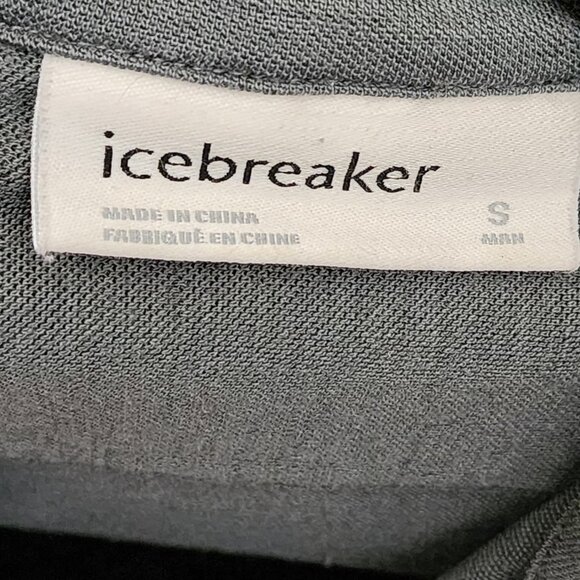 icebreaker
MADE IN CHINA
FABRIQUÉ EN CHINE
S
MAN